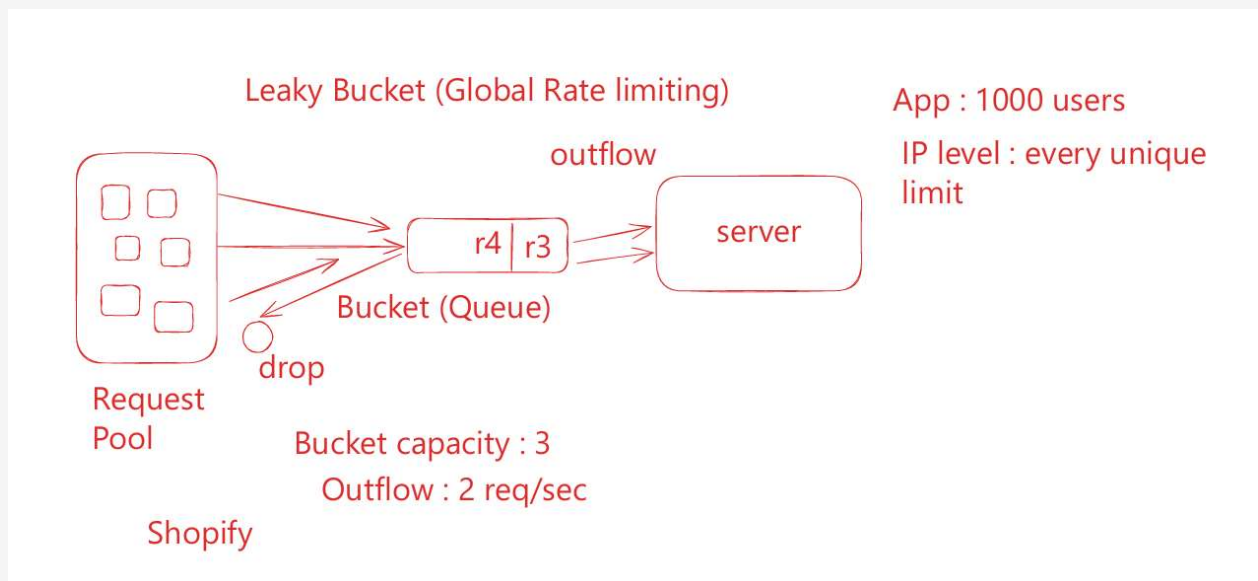 Leaky Bucket (Global Rate limiting)
App : 1000 users
outflow
IP level : every unique
limit
r4 r3
server
Bucket (Queue)
drop
Request
Pool
Bucket capacity : 3
Outflow : 2 req/sec
Shopify